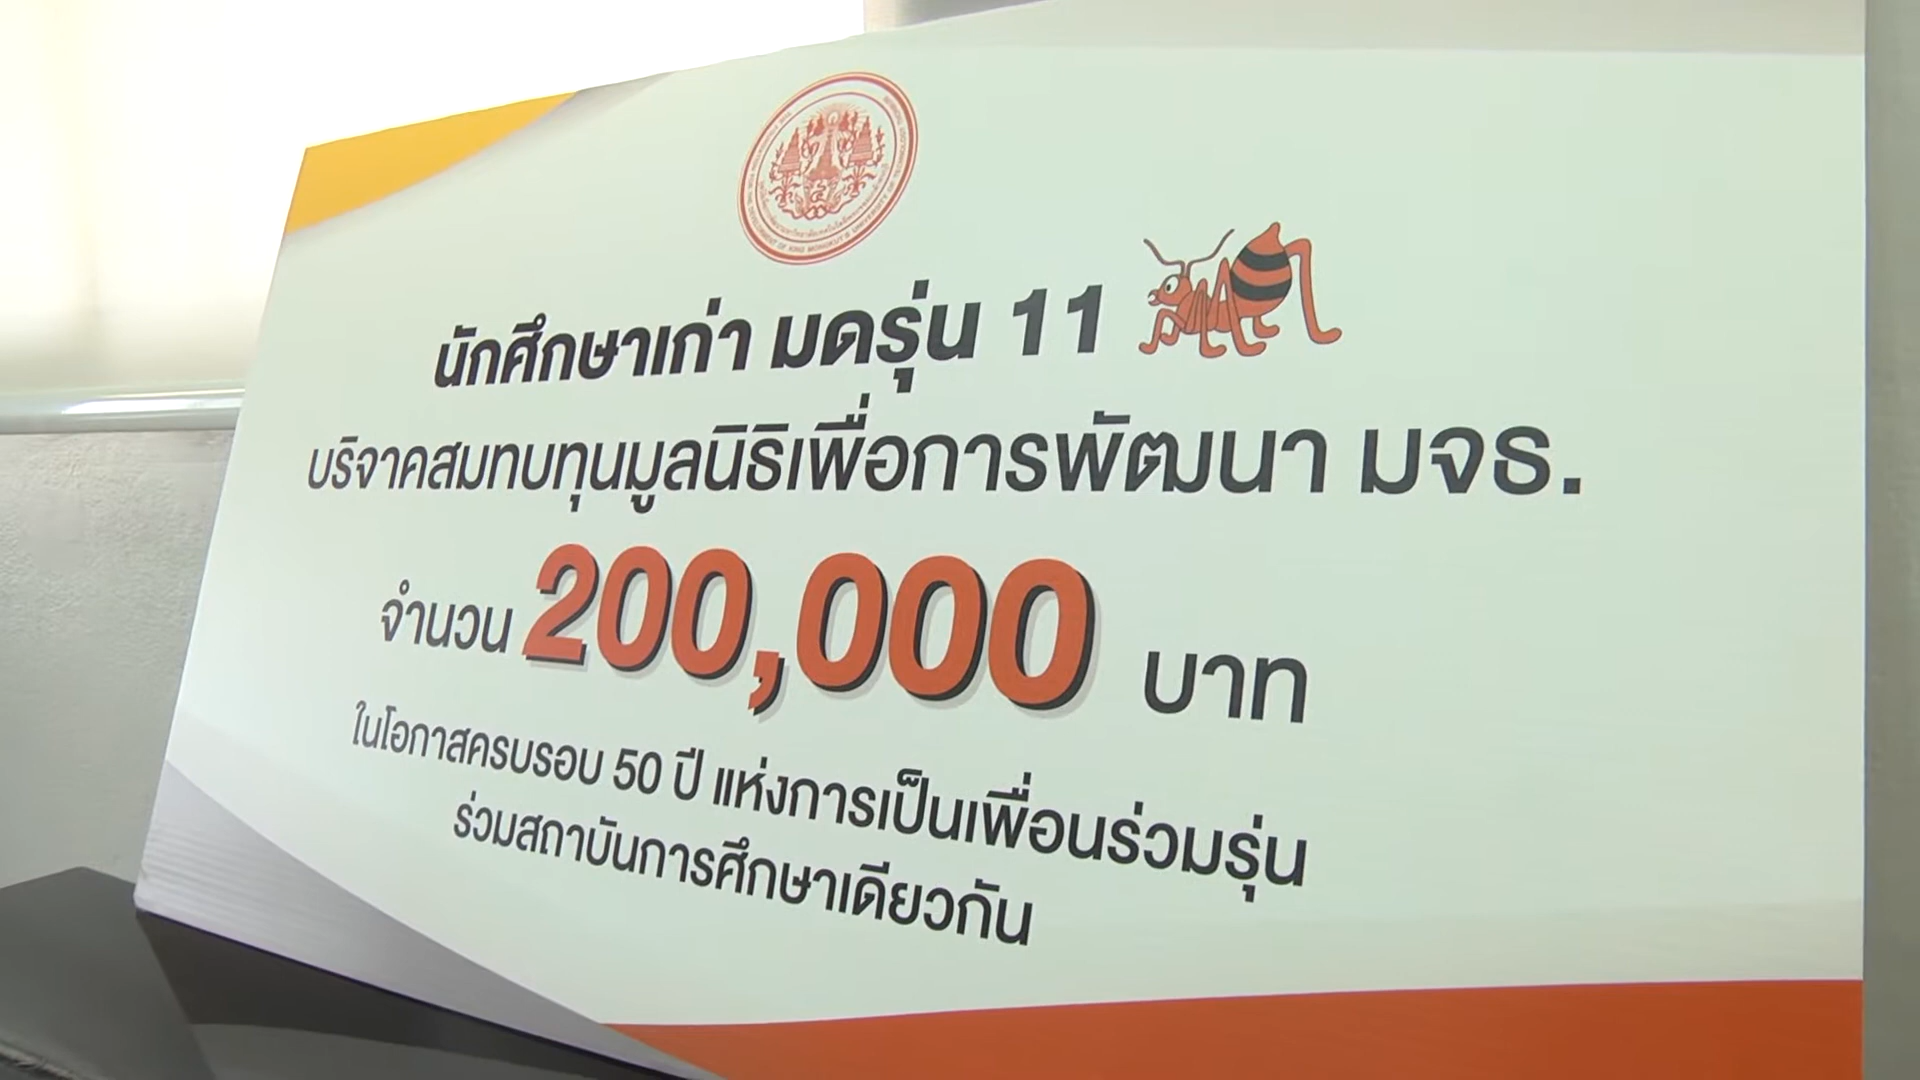 นักศึกษาเก่า มดรุ่น 11
บริจาคสมทบทุนมูลนิธิเพื่อการพัฒนา มจธ.
จำนวน 200,000 บาท
ในโอกาสครบรอบ 50 ปี แห่งการเป็นเพื่อนร่วมรุ่น
ร่วมสถาบันการศึกษาเดียวกัน